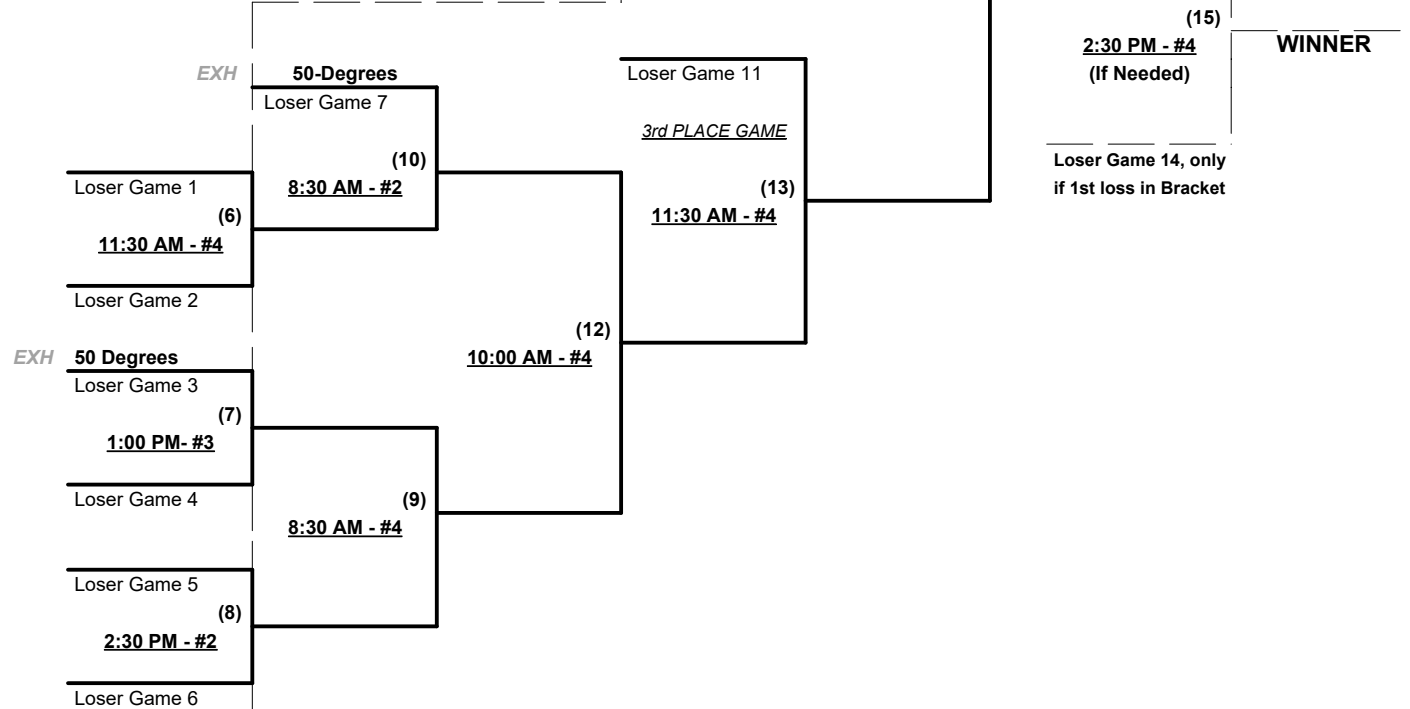 (15)
2:30 PM - #4
WINNER
(If Needed)
EXH 50-Degrees
Loser Game 7
Loser Game 11
3rd PLACE GAME
(10)
8:30 AM - #2
Loser Game 14, only
if 1st loss in Bracket
Loser Game 1
(6)
11:30 AM - #4
(13)
11:30 AM - #4
Loser Game 2
(12)
10:00 AM - #4
EXH 50 Degrees
Loser Game 3
(7)
1:00 PM- #3
Loser Game 4
(9)
8:30 AM - #4
Loser Game 5
(8)
2:30 PM - #2
Loser Game 6